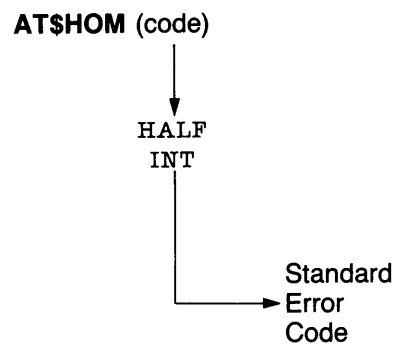 AT$HOM (code)
HALF
INT
Standard
Error
Code